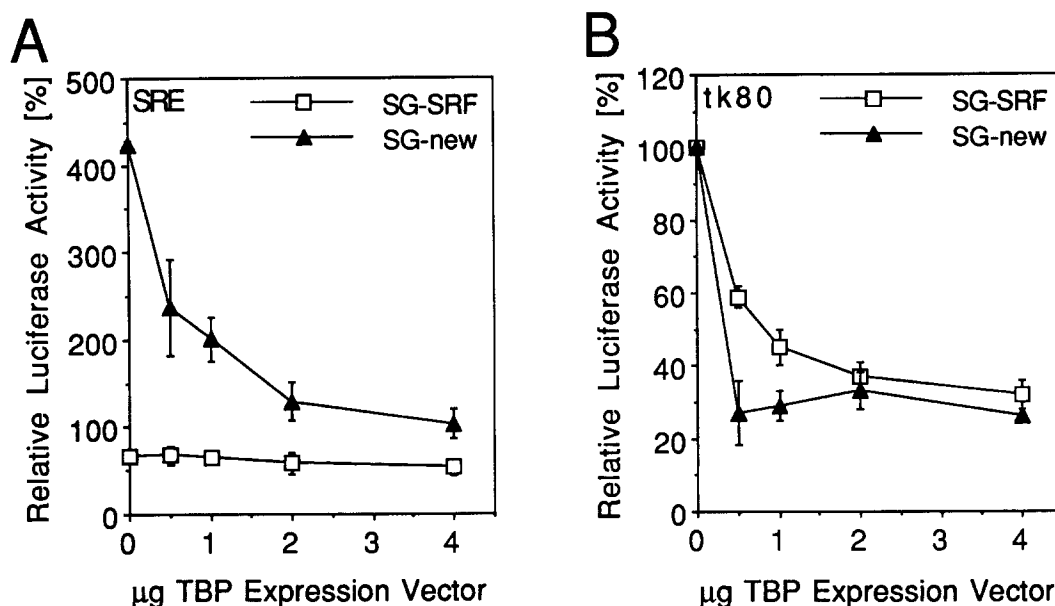 A
Relative Luciferase Activity [%]
500
400
300
200
100
0
SRE
SG-SRF
SG-new
0 1 2 3 4
µg TBP Expression Vector
B
Relative Luciferase Activity [%]
120
100
80
60
40
20
0
tk80
SG-SRF
SG-new
0 1 2 3 4
µg TBP Expression Vector